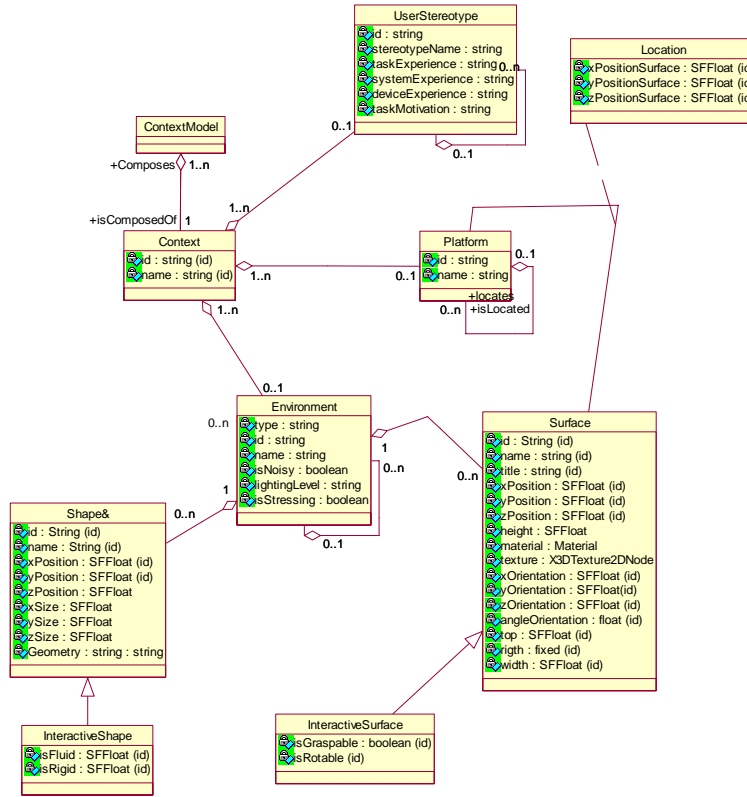 UserStereotype
id : string
stereotypeName : string
taskExperience : string
systemExperience : string
deviceExperience : string
taskMotivation : string
0..n
0..1
0..1
Location
xPositionSurface : SFFloat (id
yPositionSurface : SFFloat (id
zPositionSurface : SFFloat (id
ContextModel
+Composes
1..n
+isComposedOf
1
1..n
Context
id : string (id)
name : string (id)
1..n
0..1
1..n
Platform
id : string
name : string
0..1
+locates
+isLocated
0..n
0..1
Environment
type : string
id : string
name : string
isNoisy : boolean
lightingLevel : string
isStressing : boolean
0..n
1
0..n
0..1
1
0..n
0..n
Surface
id : String (id)
name : string (id)
title : string (id)
xPosition : SFFloat (id)
yPosition : SFFloat (id)
zPosition : SFFloat (id)
height : SFFloat
material : Material
texture : X3DTexture2DNode
xOrientation : SFFloat (id)
yOrientation : SFFloat(id)
zOrientation : SFFloat (id)
angleOrientation : float (id)
top : SFFloat (id)
rigth : fixed (id)
width : SFFloat (id)
Shape&
id : String (id)
name : String (id)
xPosition : SFFloat (id)
yPosition : SFFloat (id)
zPosition : SFFloat
xSize : SFFloat
ySize : SFFloat
zSize : SFFloat
Geometry : string : string
InteractiveShape
isFluid : SFFloat (id)
isRigid : SFFloat (id)
InteractiveSurface
isGraspable : boolean (id)
isRotable (id)